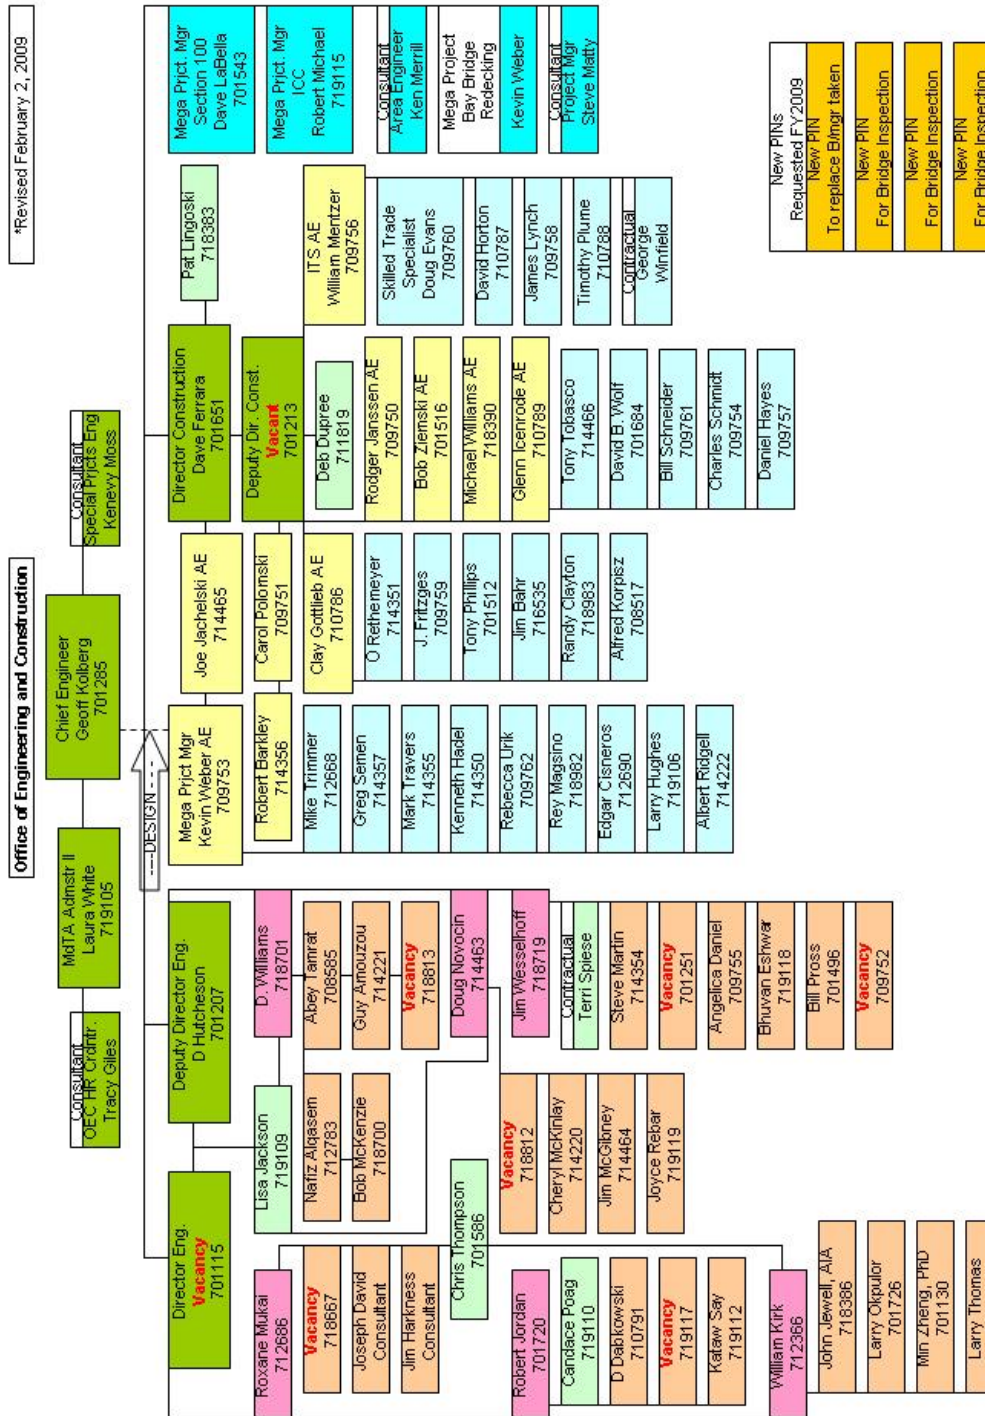 *Revised February 2, 2009
Office of Engineering and Construction
Consultant
OEC HR Crdntr.
Tracy Giles
MdTA Admstr II
Laura White
719105
Chief Engineer
Geoff Kolberg
701285
Consultant
Special Prjcts Eng
Kenevy Moss
----DESIGN ----
Director Eng.
Vacancy
701115
Deputy Director Eng.
D Hutcheson
701207
Roxane Mukai
712686
Vacancy
718667
Joseph David
Consultant
Jim Harkness
Consultant
Chris Thompson
701586
Robert Jordan
701720
Candace Poag
719110
D Dabkowski
710791
Vacancy
719117
Kataw Say
719112
William Kirk
712366
John Jewell, AIA
718386
Larry Okpulor
701726
Min Zheng, PhD
701130
Larry Thomas
Lisa Jackson
719109
Nafiz Alqasem
712783
Bob McKenzie
718700
Vacancy
718812
Cheryl McKinlay
714220
Jim McGibney
714464
Joyce Rebar
719119
D. Williams
718701
Abey Tamrat
708585
Guy Amouzou
714221
Vacancy
718813
Doug Novocin
714463
Jim Wesselhoff
718719
Contractual
Terri Spiese
Steve Martin
714354
Vacancy
701251
Angelica Daniel
709755
Bhuvan Eshwar
719118
Bill Pross
701496
Vacancy
709752
Mega Prjct Mgr
Kevin Weber AE
709753
Robert Barkley
714356
Mike Trimmer
712668
Greg Semen
714357
Mark Travers
714355
Kenneth Hadel
714350
Rebecca Urik
709762
Rey Magsino
718982
Edgar Cisneros
712690
Larry Hughes
719106
Albert Ridgell
714222
Joe Jachelski AE
714465
Carol Polomski
709751
Clay Gottlieb AE
710786
O Rethemeyer
714351
J. Fritzges
709759
Tony Phillips
701512
Jim Bahr
716535
Randy Clayton
718983
Alfred Korpisz
708517
Director Construction
Dave Ferrara
701651
Deputy Dir. Const.
Vacant
701213
Deb Dupree
711819
Rodger Janssen AE
709750
Bob Ziemski AE
701516
Michael Williams AE
718390
Glenn Icenrode AE
710789
Tony Tobasco
714466
David B. Wolf
701684
Bill Schneider
709761
Charles Schmidt
709754
Daniel Hayes
709757
Pat Lingoski
718383
ITS AE
William Mentzer
709756
Skilled Trade
Specialist
Doug Evans
709760
David Horton
710787
James Lynch
709758
Timothy Plume
710788
Contractual
George
Winfield
Mega Prjct. Mgr
Section 100
Dave LaBella
701543
Mega Prjct. Mgr
ICC
Robert Michael
719115
Consultant
Area Engineer
Ken Merrill
Mega Project
Bay Bridge
Redecking
Kevin Weber
Consultant
Project Mgr
Steve Matty
New PINs
Requested FY2009
New PIN
To replace B/mgr taken
New PIN
For Bridge Inspection
New PIN
For Bridge Inspection
New PIN
For Bridge Inspection